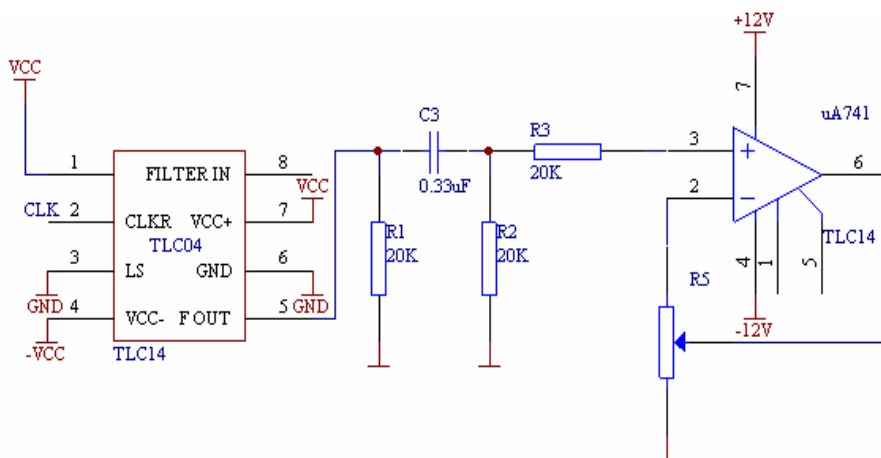 +12V
VCC
7
C3
R3
uA741
1
FILTER IN
8
3
6
20K
0.33uF
VCC
2
CLK
2
CLKR
VCC+
7
TLC04
R1
20K
R2
20K
TLC14
3
LS
GND
6
4
1
5
R5
GND
GND
4
VCC-
F OUT
5
-12V
-VCC
TLC14